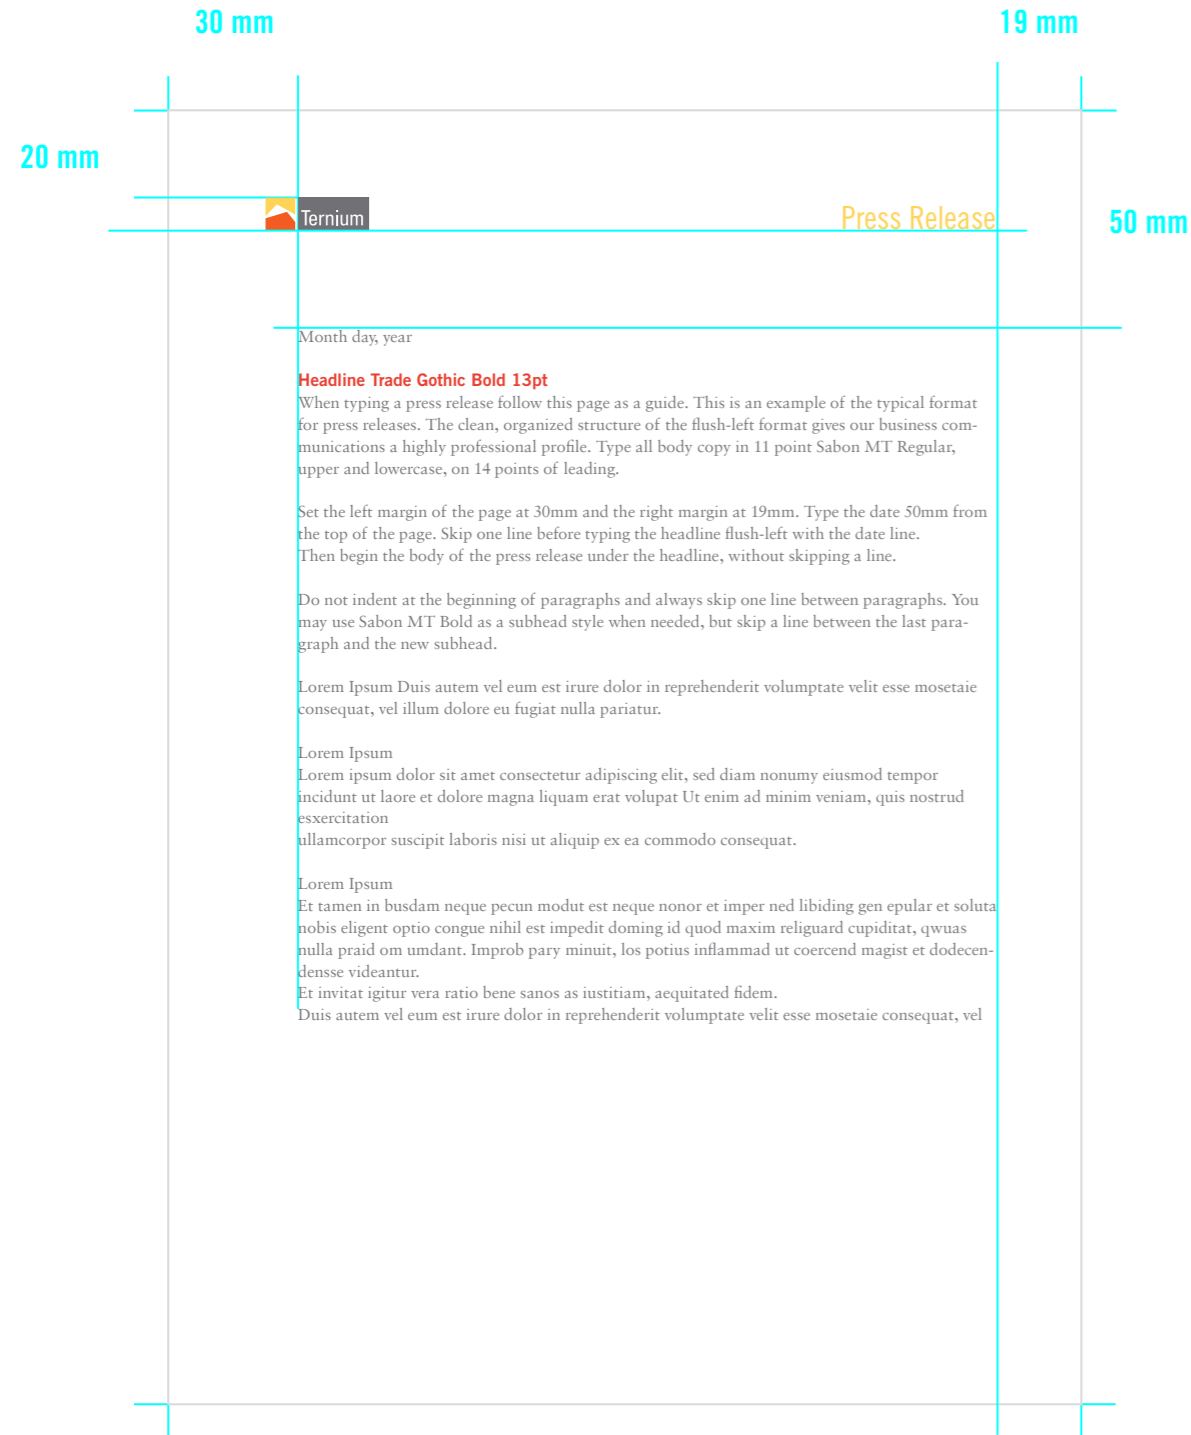 30 mm
19 mm
20 mm
Ternium
Press Release
50 mm
Month day, year
Headline Trade Gothic Bold 13pt
When typing a press release follow this page as a guide. This is an example of the typical format
for press releases. The clean, organized structure of the flush-left format gives our business com-
munications a highly professional profile. Type all body copy in 11 point Sabon MT Regular,
upper and lowercase, on 14 points of leading.
Set the left margin of the page at 30mm and the right margin at 19mm. Type the date 50mm from
the top of the page. Skip one line before typing the headline flush-left with the date line.
Then begin the body of the press release under the headline, without skipping a line.
Do not indent at the beginning of paragraphs and always skip one line between paragraphs. You
may use Sabon MT Bold as a subhead style when needed, but skip a line between the last para-
graph and the new subhead.
Lorem Ipsum Duis autem vel eum est irure dolor in reprehenderit volumptate velit esse mosetaie
consequat, vel illum dolore eu fugiat nulla pariatur.
Lorem Ipsum
Lorem ipsum dolor sit amet consectetur adipiscing elit, sed diam nonumy eiusmod tempor
incidunt ut laore et dolore magna liquam erat volupat Ut enim ad minim veniam, quis nostrud
esxercitation
ullamcorpor suscipit laboris nisi ut aliquip ex ea commodo consequat.
Lorem Ipsum
Et tamen in busdam neque pecun modut est neque nonor et imper ned libiding gen epular et soluta
nobis eligent optio congue nihil est impedit doming id quod maxim religuard cupiditat, qwuas
nulla praid om umdant. Improb pary minuit, los potius inflammad ut coercend magist et dodecen-
densse videantur.
Et invitat igitur vera ratio bene sanos as iustitiam, aequitated fidem.
Duis autem vel eum est irure dolor in reprehenderit volumptate velit esse mosetaie consequat, vel